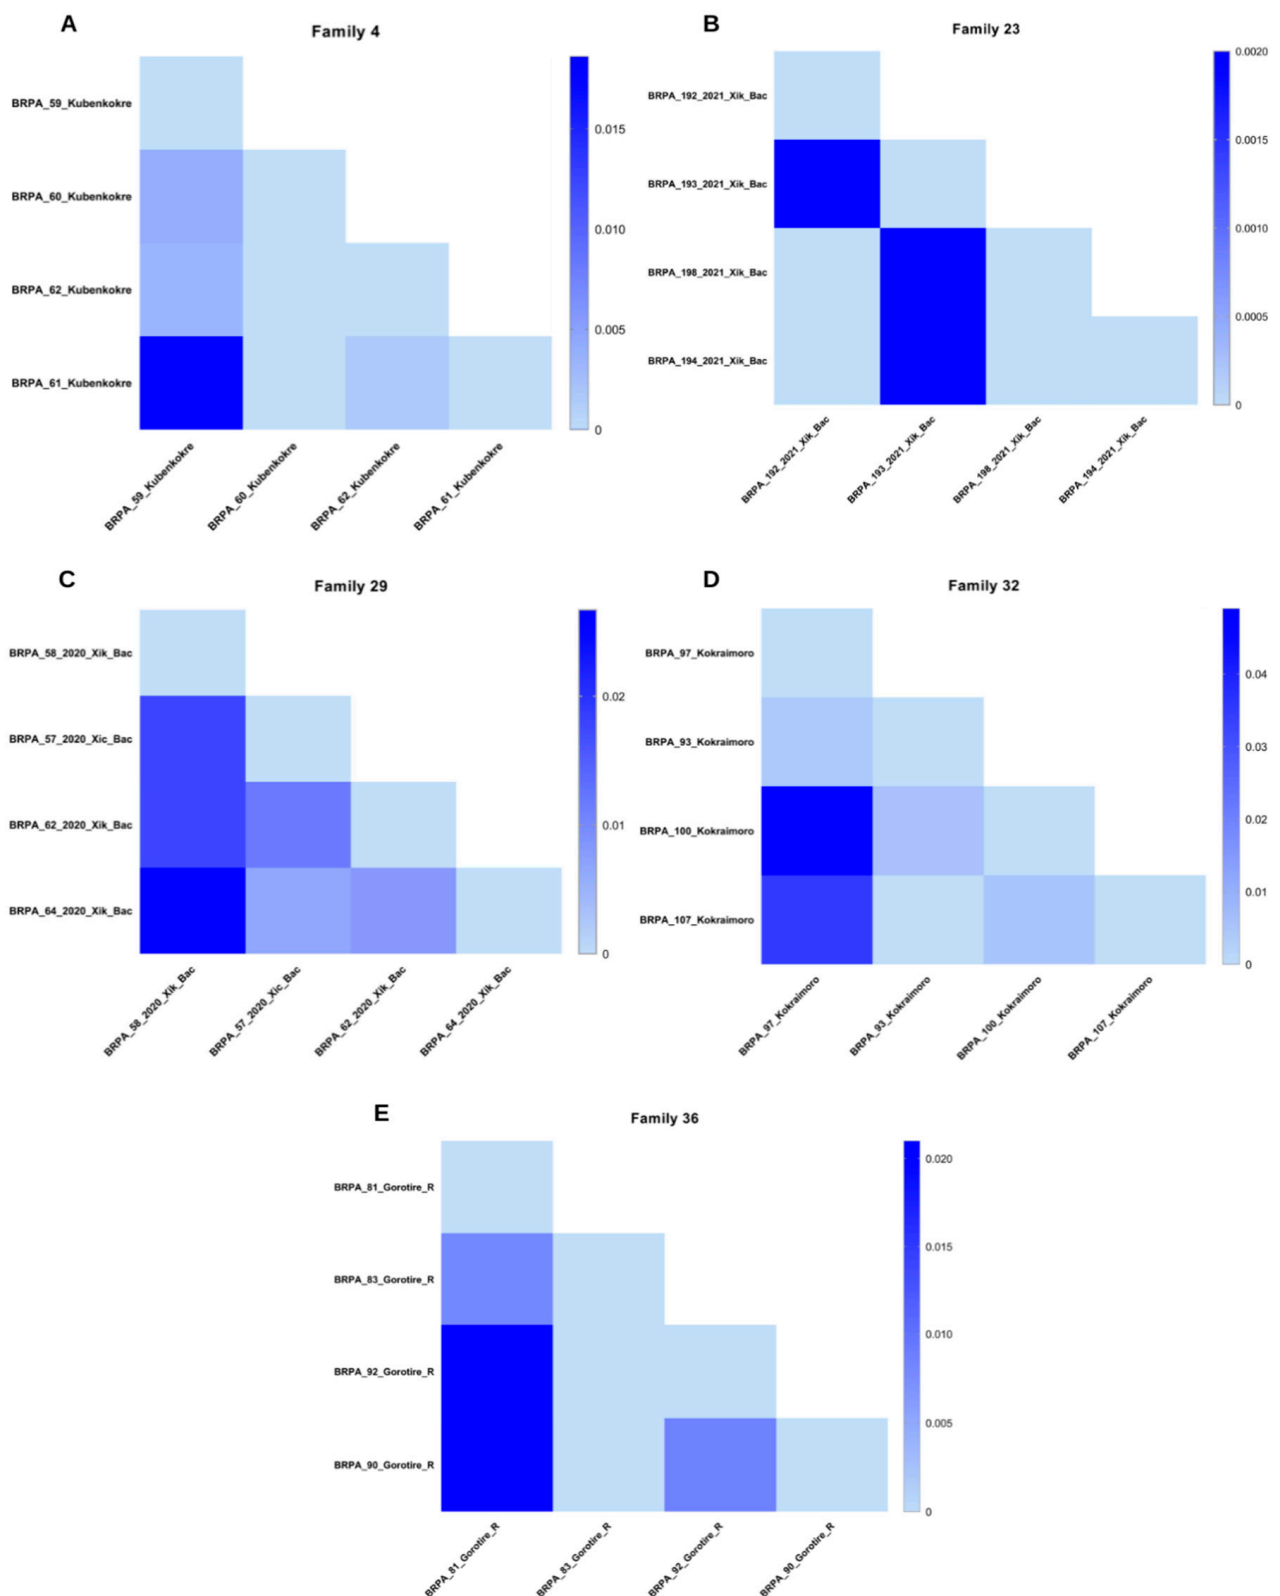 A
Family 4
BRPA_59_Kubenkokre
BRPA_60_Kubenkokre
BRPA_62_Kubenkokre
BRPA_61_Kubenkokre
0.015
0.010
0.005
0
BRPA_59_Kubenkokre
BRPA_60_Kubenkokre
BRPA_62_Kubenkokre
BRPA_61_Kubenkokre
B
Family 23
BRPA_192_2021_Xik_Bac
BRPA_193_2021_Xik_Bac
BRPA_198_2021_Xik_Bac
BRPA_194_2021_Xik_Bac
0.0020
0.0015
0.0010
0.0005
0
BRPA_192_2021_Xik_Bac
BRPA_193_2021_Xik_Bac
BRPA_198_2021_Xik_Bac
BRPA_194_2021_Xik_Bac
C
Family 29
BRPA_58_2020_Xik_Bac
BRPA_57_2020_Xic_Bac
BRPA_62_2020_Xik_Bac
BRPA_64_2020_Xik_Bac
0.02
0.01
0
BRPA_58_2020_Xik_Bac
BRPA_57_2020_Xic_Bac
BRPA_62_2020_Xik_Bac
BRPA_64_2020_Xik_Bac
D
Family 32
BRPA_97_Kokraimoro
BRPA_93_Kokraimoro
BRPA_100_Kokraimoro
BRPA_107_Kokraimoro
0.04
0.03
0.02
0.01
0
BRPA_97_Kokraimoro
BRPA_93_Kokraimoro
BRPA_100_Kokraimoro
BRPA_107_Kokraimoro
E
Family 36
BRPA_81_Gorotire_R
BRPA_83_Gorotire_R
BRPA_92_Gorotire_R
BRPA_90_Gorotire_R
0.020
0.015
0.010
0.005
0
BRPA_81_Gorotire_R
BRPA_83_Gorotire_R
BRPA_92_Gorotire_R
BRPA_90_Gorotire_R